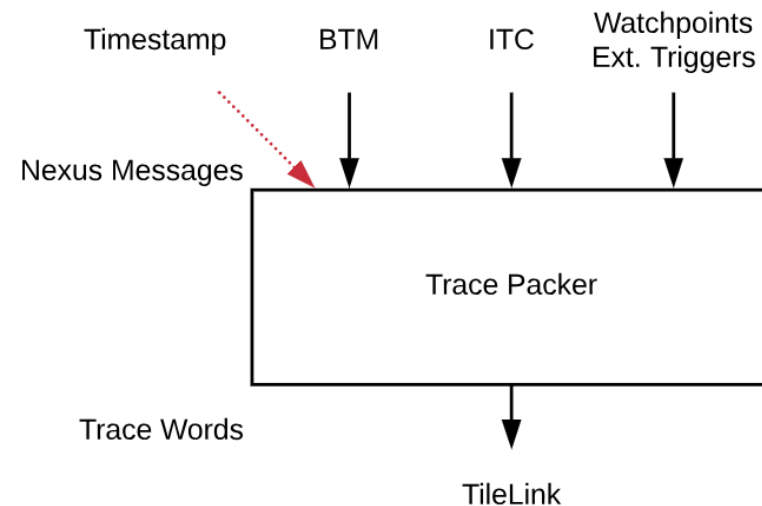 Timestamp
BTM
ITC
Watchpoints
Ext. Triggers
Nexus Messages
Trace Packer
Trace Words
TileLink